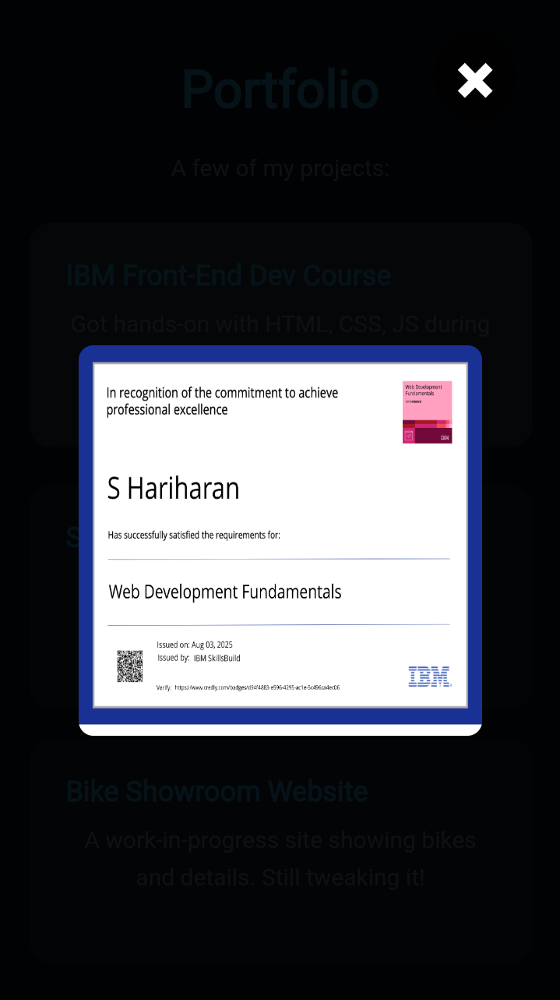 Portfolio
A few of my projects:
IBM Front-End Dev Course
Got hands-on with HTML, CSS, JS during
In recognition of the commitment to achieve
professional excellence
Web Development
Fundamentals
IBM
S Hariharan
Has successfully satisfied the requirements for:
S
Web Development Fundamentals
Issued on: Aug 03, 2025
Issued by: IBM SkillsBuild
Verify: https://www.credly.com/badges/d94f4883-e596-4295-ac1e-5c496ca4ec06
IBM
Bike Showroom Website
A work-in-progress site showing bikes
and details. Still tweaking it!